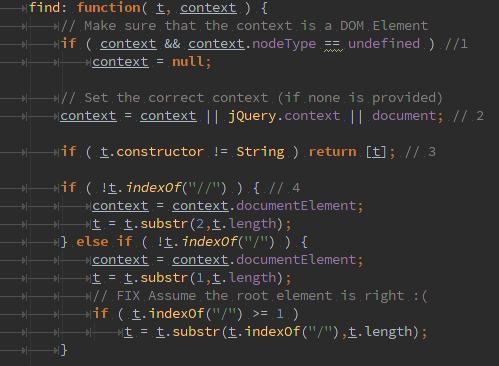 find: function( t, context ) {
// Make sure that the context is a DOM Element
if ( context && context.nodeType == undefined ) //1
context = null;
// Set the correct context (if none is provided)
context = context || jQuery.context || document; // 2
if ( t.constructor != String ) return [t]; // 3
if ( !t.indexOf("//") ) { // 4
context = context.documentElement;
t = t.substr(2,t.length);
} else if ( !t.indexOf("/") ) {
context = context.documentElement;
t = t.substr(1,t.length);
// FIX Assume the root element is right :(
if ( t.indexOf("/") >= 1 )
t = t.substr(t.indexOf("/"),t.length);
}